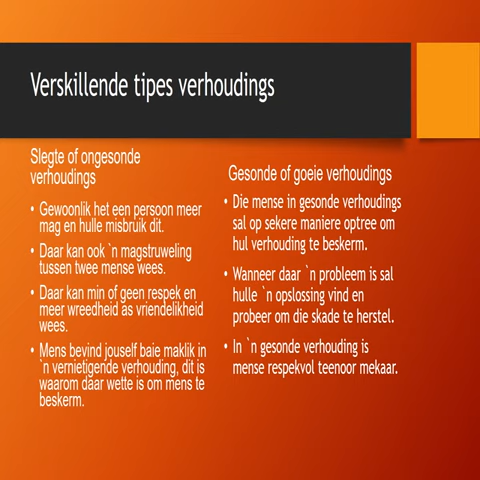 Verskillende tipes verhoudings
Slegte of ongesonde
verhoudings
• Gewoonlik het een persoon meer
mag en hulle misbruik dit.
• Daar kan ook `n magstruweling
tussen twee mense wees.
• Daar kan min of geen respek en
meer wreedheid as vriendelikheid
wees.
• Mens bevind jouself baie maklik in
`n vernietigende verhouding, dit is
waarom daar wette is om mens te
beskerm.
Gesonde of goeie verhoudings
• Die mense in gesonde verhoudings
sal op sekere maniere optree om
hul verhouding te beskerm.
• Wanneer daar `n probleem is sal
hulle `n opslossing vind en
probeer om die skade te herstel.
• In `n gesonde verhouding is
mense respekvol teenoor mekaar.